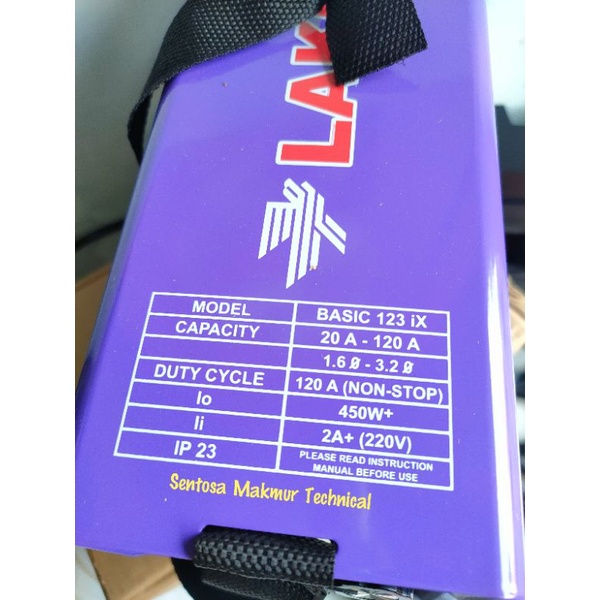 MODEL BASIC 123 iX
CAPACITY 20 A - 120 A
1.6 Ø - 3.2 Ø
DUTY CYCLE 120 A (NON-STOP)
Io 450W+
Ii 2A+ (220V)
IP 23 PLEASE READ INSTRUCTION
MANUAL BEFORE USE
Sentosa Makmur Technical